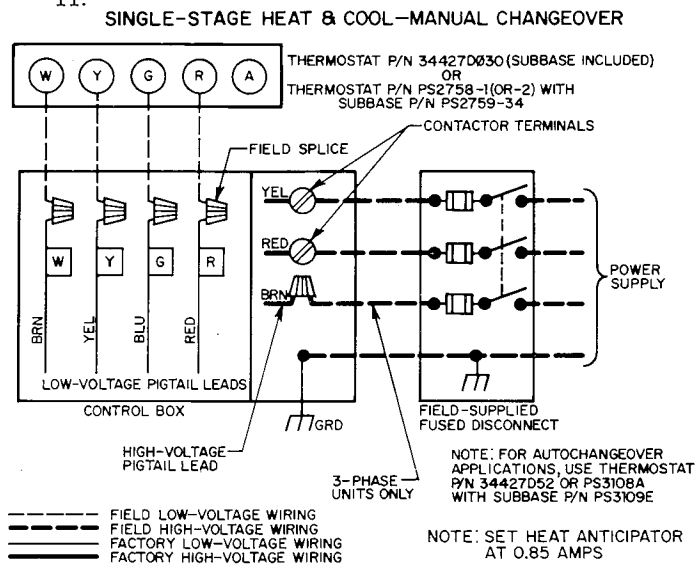 11.
SINGLE-STAGE HEAT & COOL-MANUAL CHANGEOVER
W Y G R A
THERMOSTAT P/N 34427D030 (SUBBASE INCLUDED)
OR
THERMOSTAT P/N PS2758-1(OR-2) WITH
SUBBASE P/N PS2759-34
CONTACTOR TERMINALS
FIELD SPLICE
YEL
RED
BRN
W Y G R
BRN
YEL
BLU
RED
POWER
SUPPLY
LOW-VOLTAGE PIGTAIL LEADS
CONTROL BOX
GRD
FIELD-SUPPLIED
FUSED DISCONNECT
HIGH-VOLTAGE
PIGTAIL LEAD
3-PHASE
UNITS ONLY
NOTE: FOR AUTOCHANGEOVER
APPLICATIONS, USE THERMOSTAT
P/N 34427D52 OR PS3108A
WITH SUBBASE P/N PS3109E
FIELD LOW-VOLTAGE WIRING
FIELD HIGH-VOLTAGE WIRING
FACTORY LOW-VOLTAGE WIRING
FACTORY HIGH-VOLTAGE WIRING
NOTE: SET HEAT ANTICIPATOR
AT 0.85 AMPS